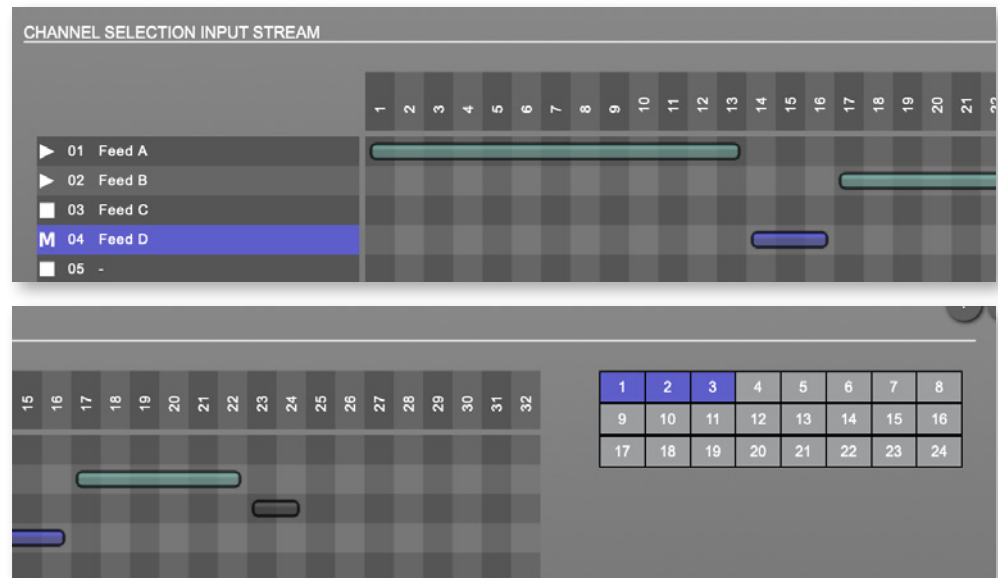 CHANNEL SELECTION INPUT STREAM
1 2 3 4 5 6 7 8 9 10 11 12 13 14 15 16 17 18 19 20 21 22
01 Feed A
02 Feed B
03 Feed C
M 04 Feed D
05 -
15 16 17 18 19 20 21 22 23 24 25 26 27 28 29 30 31 32
1 2 3 4 5 6 7 8
9 10 11 12 13 14 15 16
17 18 19 20 21 22 23 24